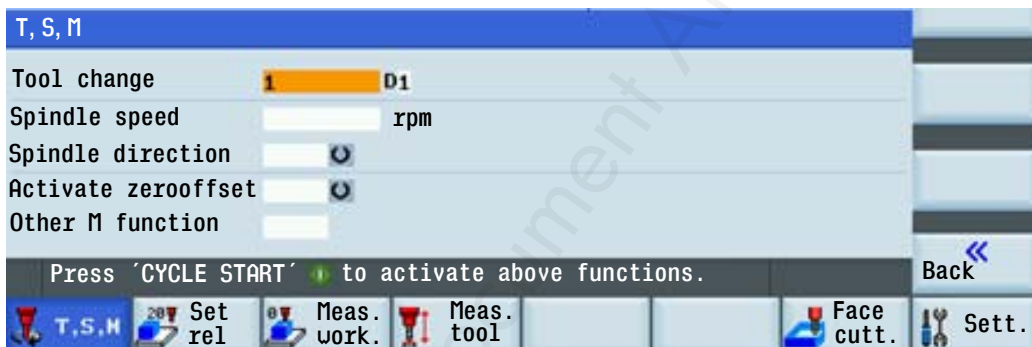 T,S,M
Tool change 1 D1
Spindle speed rpm
Spindle direction
Activate zerooffset
Other M function
Press ´CYCLE START´ to activate above functions.
Back
T,S,M
Set rel
Meas. work.
Meas. tool
Face cutt.
Sett.